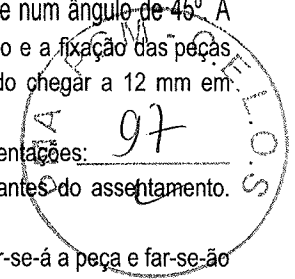 e num ângulo de 45º. A
o e a fixação das peças
do chegar a 12 mm em
entações:
antes do assentamento.
r-se-á a peça e far-se-ão
97